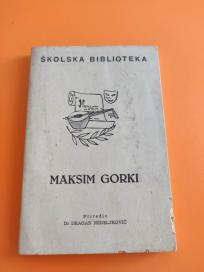 ŠKOLSKA BIBLIOTEKA
MAKSIM GORKI
Priredio
Dr DRAGAN NEDELJKOVIĆ